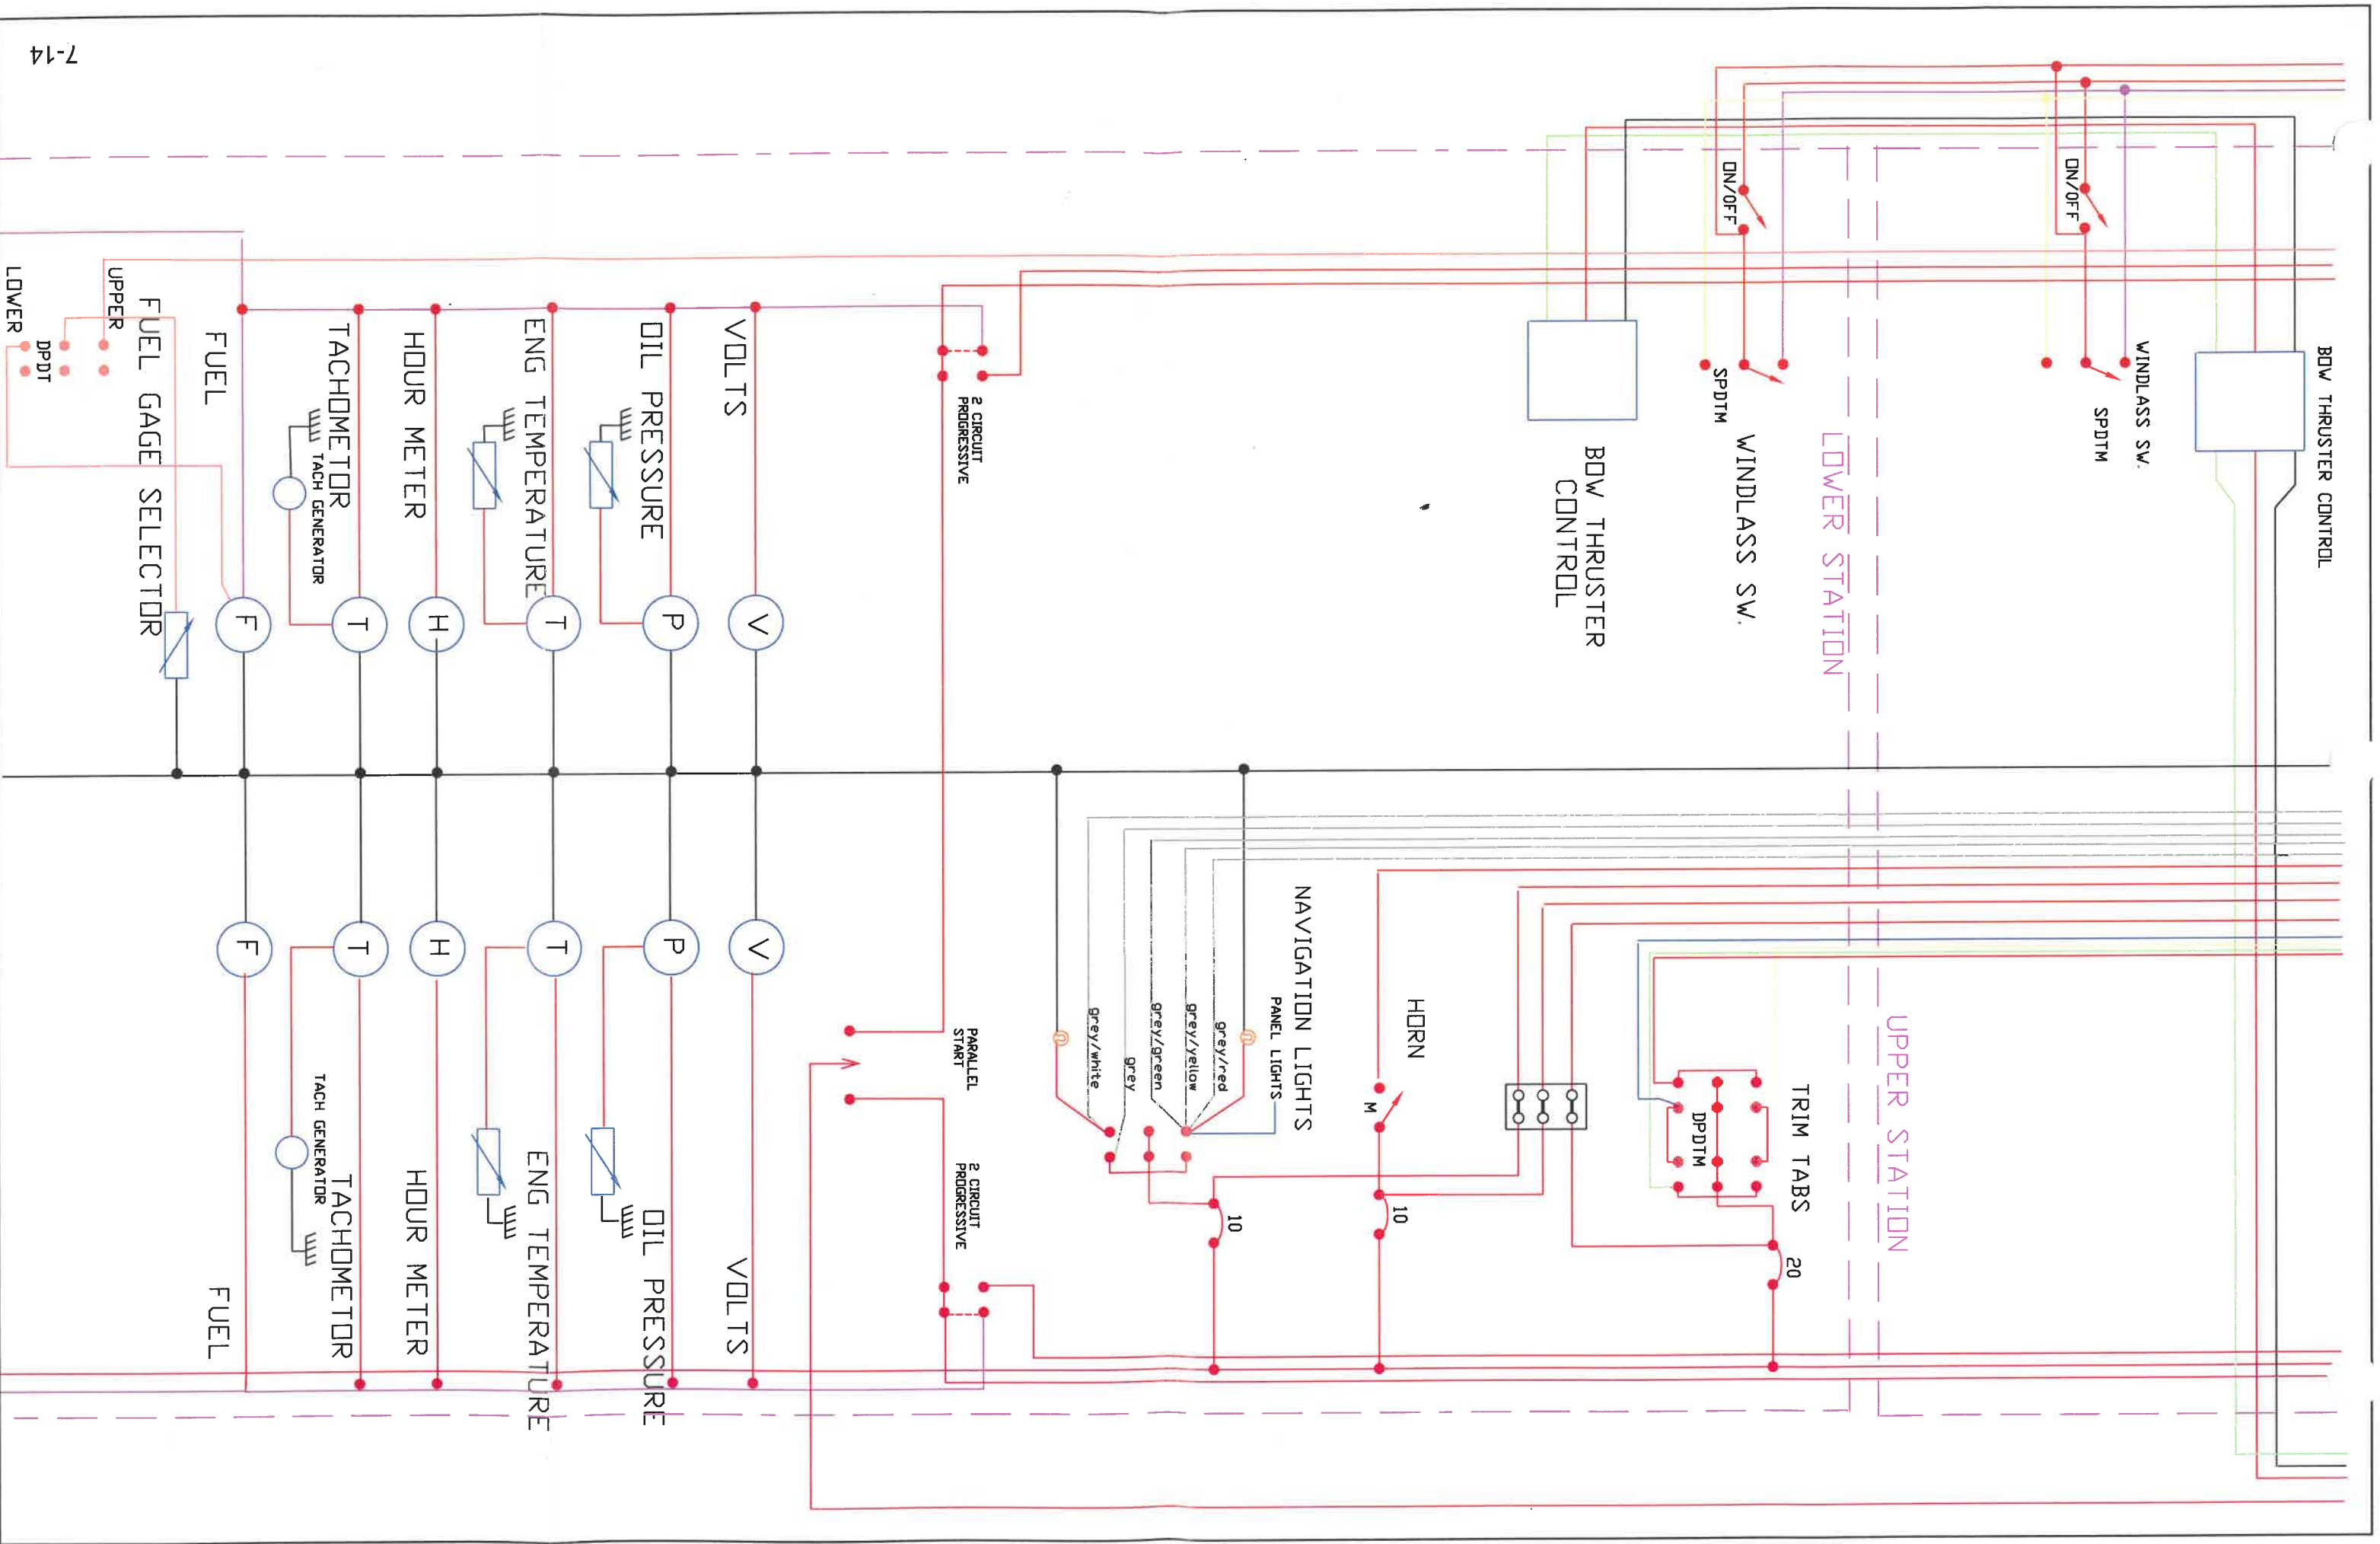 7-14
BOW THRUSTER CONTROL
WINDLASS SW.
SPDTM
ON/OFF
UPPER STATION
LOWER STATION
ON/OFF
SPDTM
WINDLASS SW.
BOW THRUSTER
CONTROL
TRIM TABS
DPDTM
20
HORN
M
10
NAVIGATION LIGHTS
PANEL LIGHTS
grey/red
grey/yellow
grey/green
grey
grey/white
10
2 CIRCUIT
PROGRESSIVE
PARALLEL
START
2 CIRCUIT
PROGRESSIVE
VOLTS
V
V
VOLTS
OIL PRESSURE
P
P
OIL PRESSURE
ENG TEMPERATURE
T
T
ENG TEMPERATURE
HOUR METER
H
H
HOUR METER
TACHOMETOR
TACH GENERATOR
T
T
TACH GENERATOR
TACHOMETOR
FUEL
F
F
FUEL
FUEL GAGE SELECTOR
UPPER
DPDT
LOWER